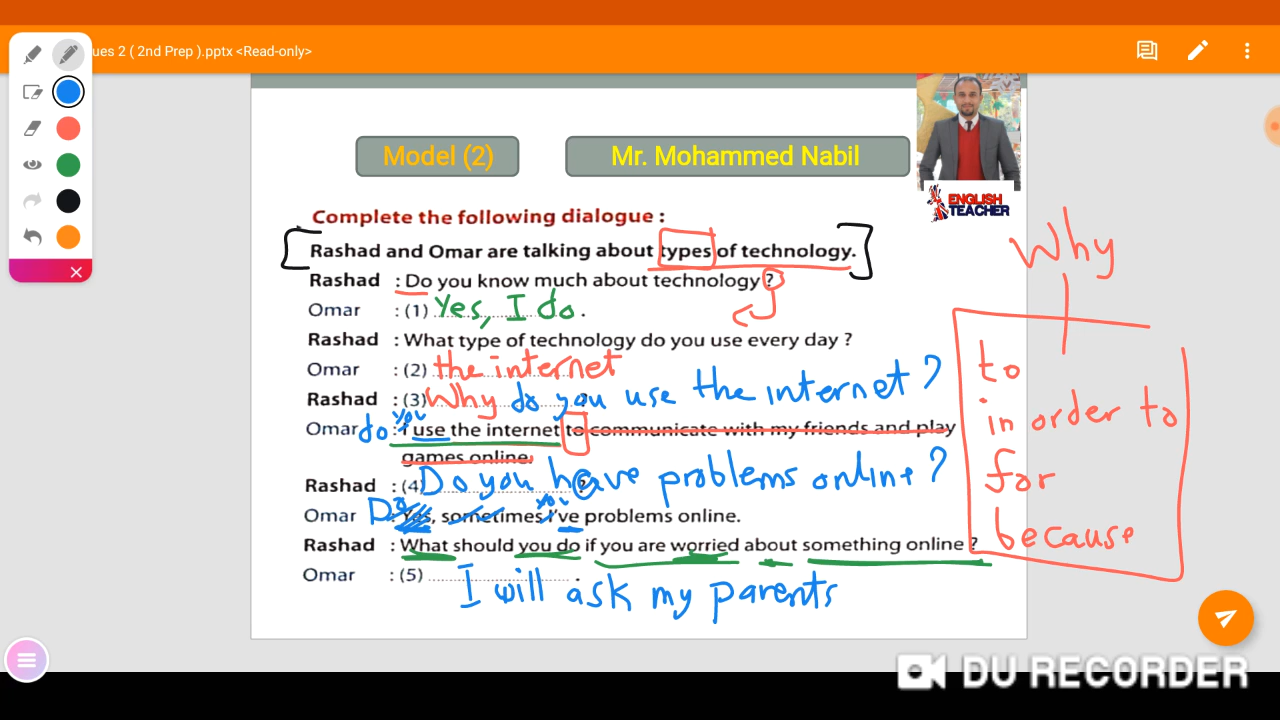 ues 2 ( 2nd Prep ).pptx <Read-only>
Model (2)
Mr. Mohammed Nabil
ENGLISH
TEACHER
Complete the following dialogue :
Rashad and Omar are talking about types of technology.
Rashad : Do you know much about technology ?
Omar : (1) Yes, I do .
Rashad : What type of technology do you use every day ?
Omar : (2) the internet
Rashad : (3) Why do you use the internet ?
Omar : I use the internet to communicate with my friends and play
do you
games online.
Rashad : (4) Do you have problems online ?
Omar : Yes, sometimes I've problems online.
Do you
Rashad : What should you do if you are worried about something online ?
Omar : (5) I will ask my parents .
Why
to
in order to
for
because
DU RECORDER